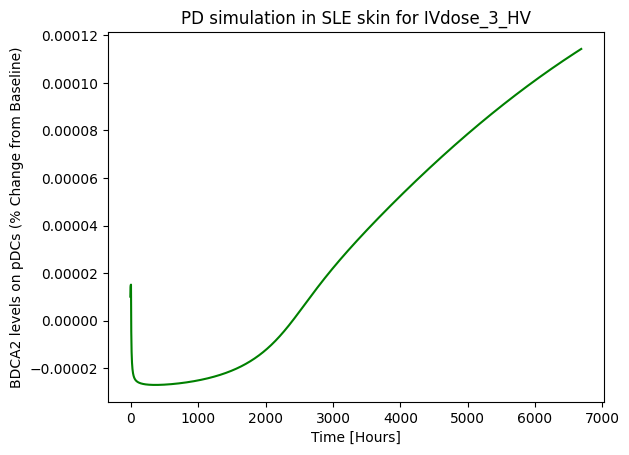 PD simulation in SLE skin for IVdose_3_HV
BDCA2 levels on pDCs (% Change from Baseline)
0.00012
0.00010
0.00008
0.00006
0.00004
0.00002
0.00000
−0.00002
0 1000 2000 3000 4000 5000 6000 7000
Time [Hours]